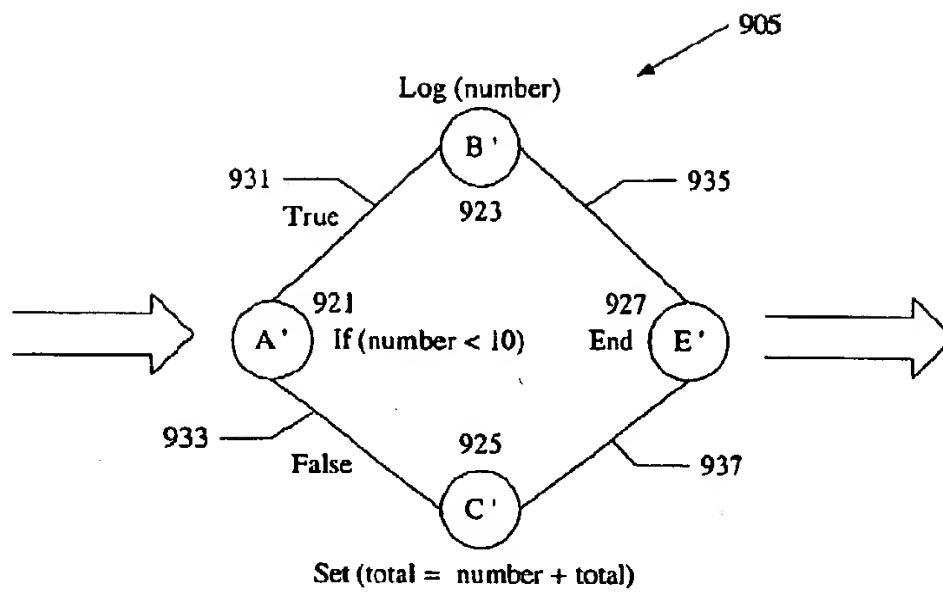 905
Log (number)
B '
931
935
True
923
921
927
A '
If (number < 10)
End
E '
933
925
937
False
C '
Set (total = number + total)